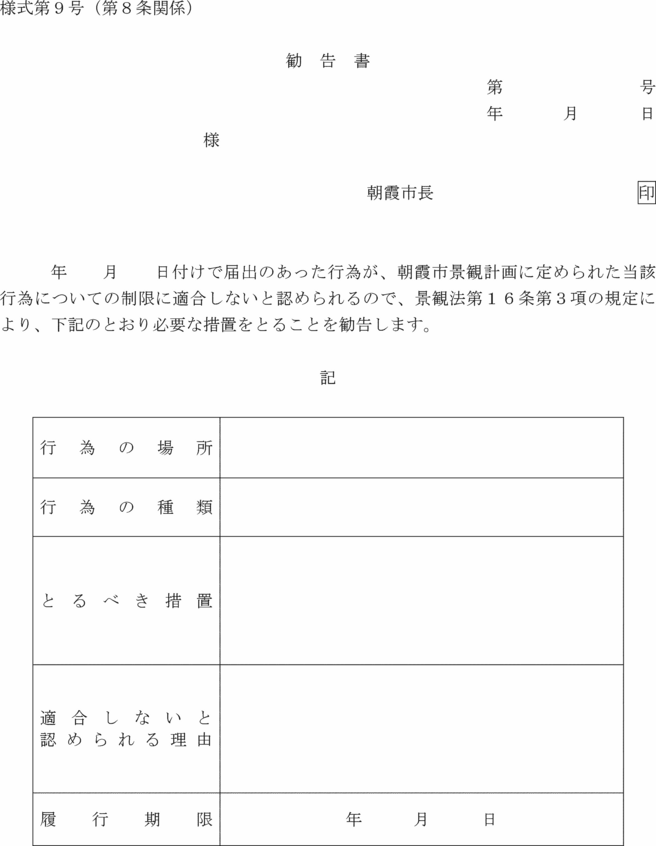 様式第９号（第８条関係）
勧　告　書
第　　　　　　　　号
年　　　月　　　日
様
朝霞市長　　　　　　　　　　　　印
年　　月　　日付けで届出のあった行為が、朝霞市景観計画に定められた当該
行為についての制限に適合しないと認められるので、景観法第１６条第３項の規定に
より、下記のとおり必要な措置をとることを勧告します。
記
行為の場所
行為の種類
とるべき措置
適合しないと
認められる理由
履行期限　　　　　　　　年　　　月　　　日